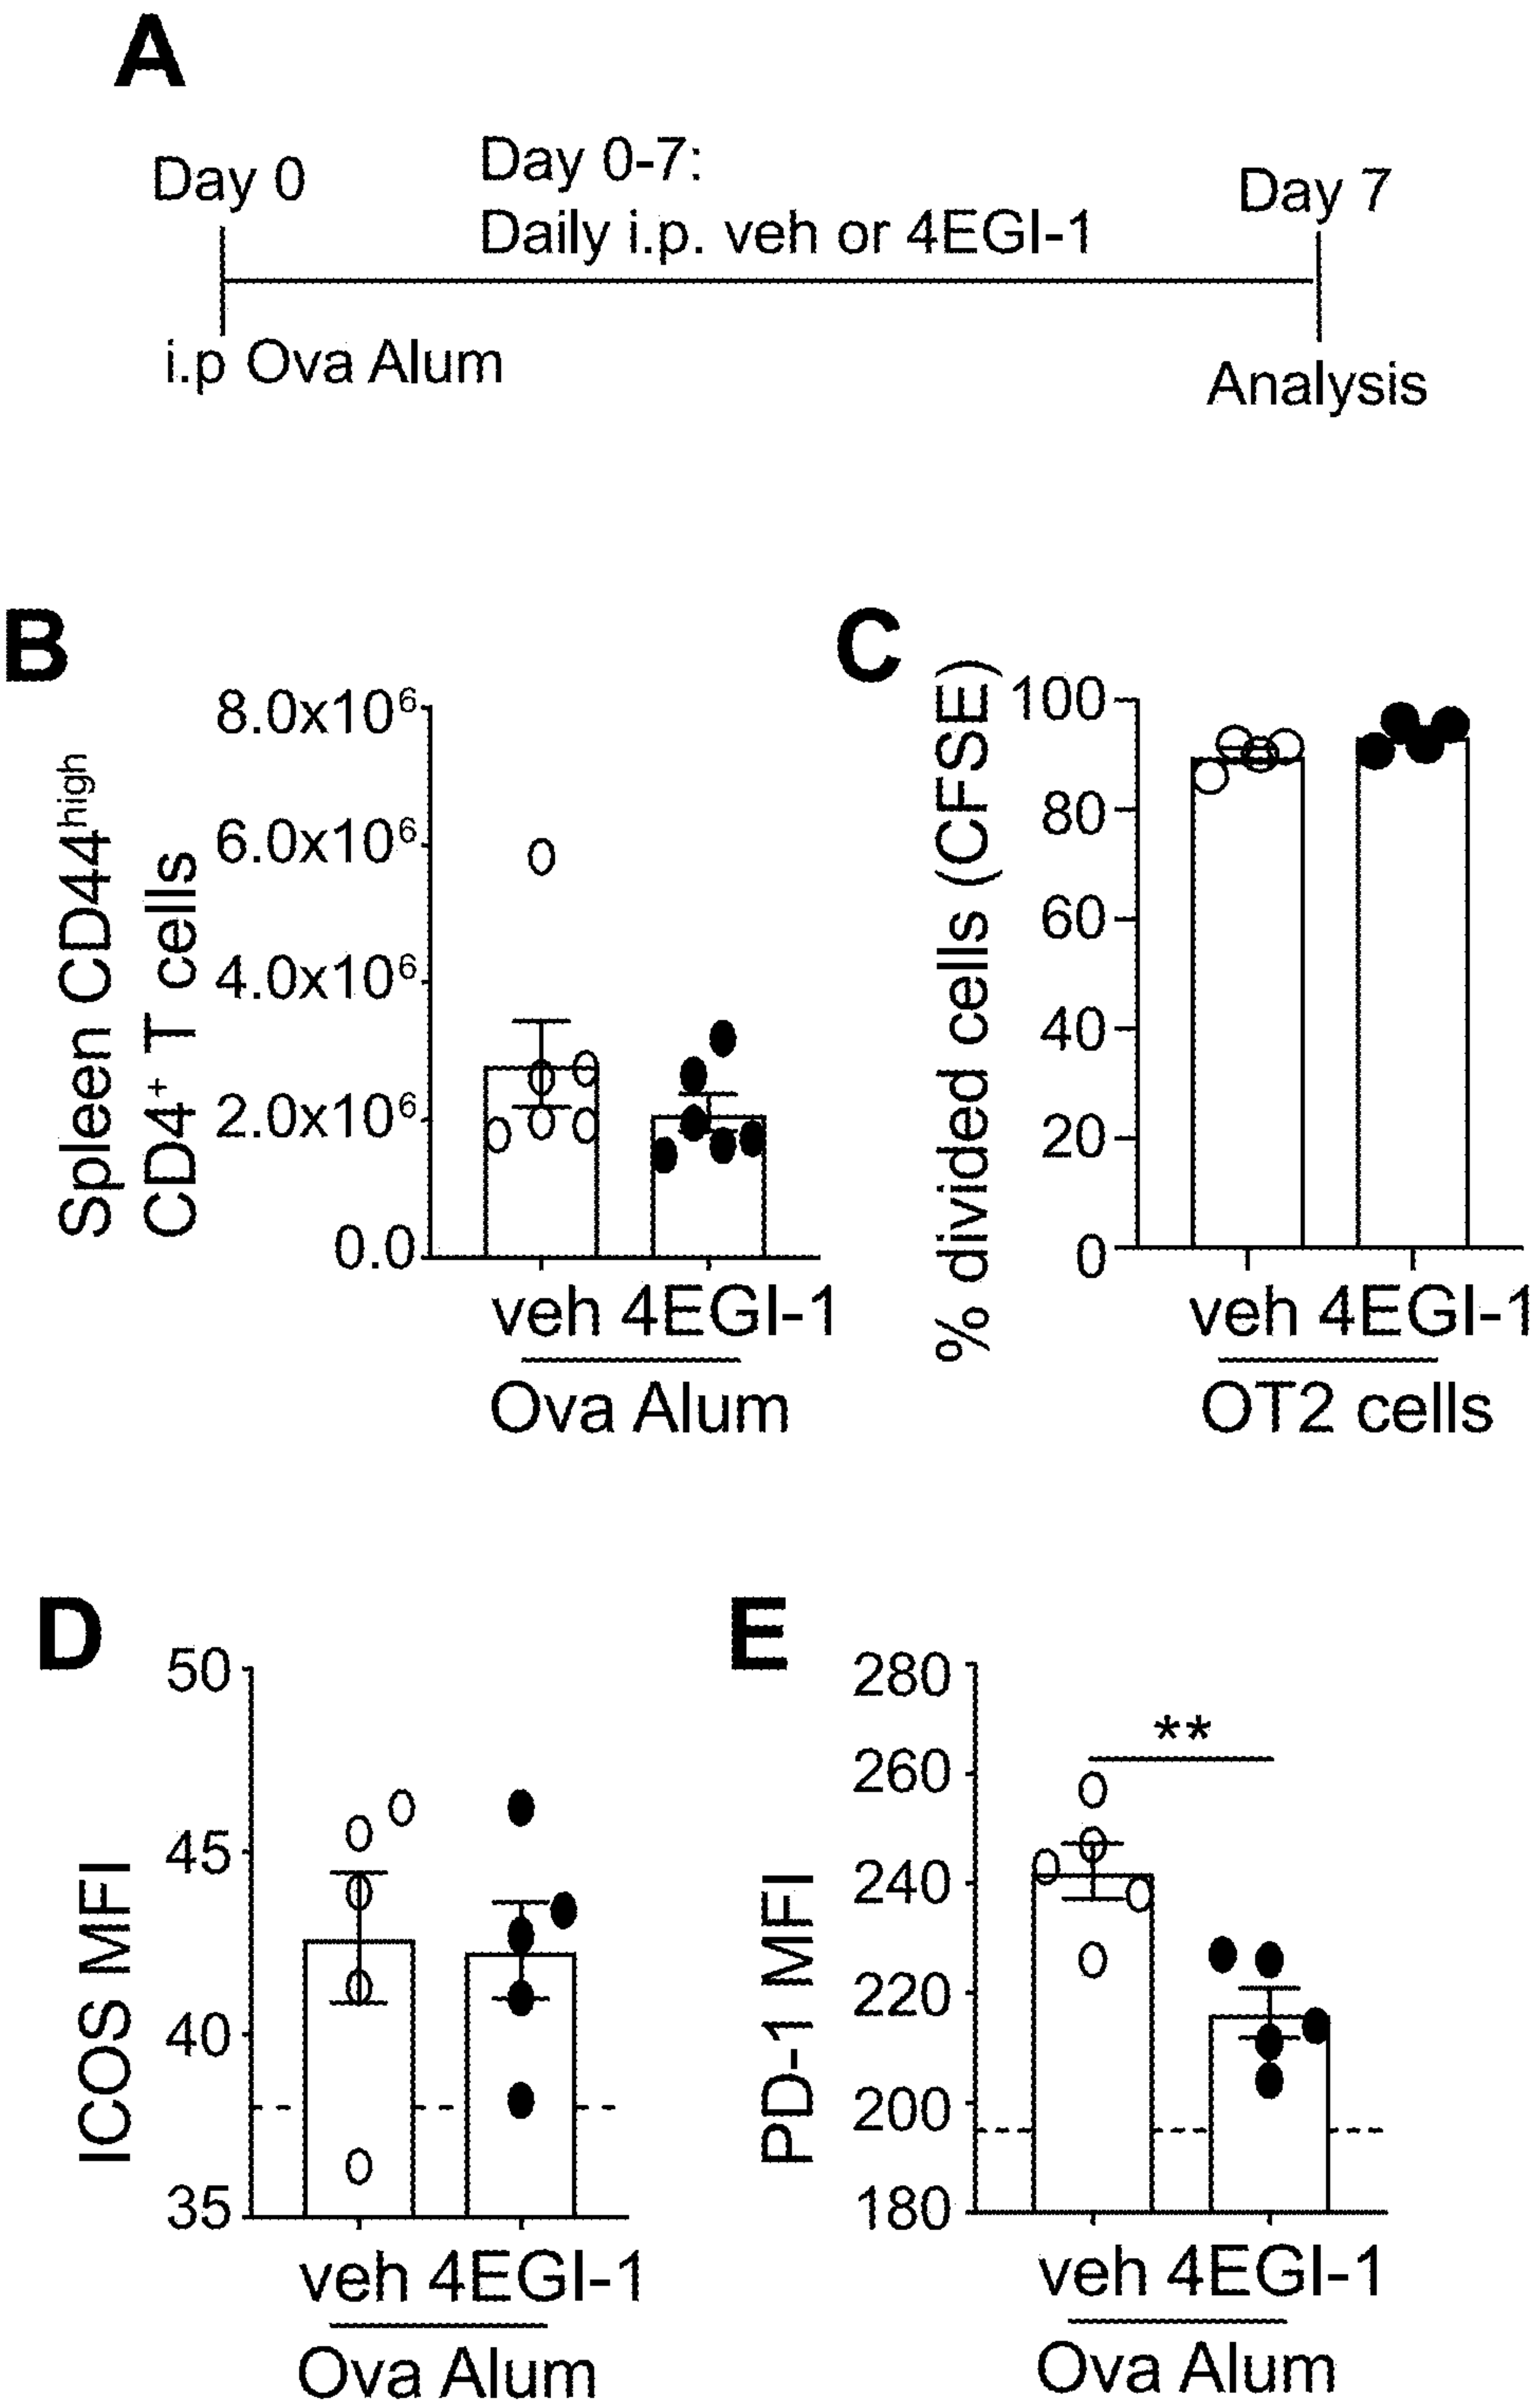 A
Day 0
Day 0-7:
Daily i.p. veh or 4EGI-1
Day 7
i.p Ova Alum
Analysis
B
Spleen CD44high
CD4+ T cells
8.0x10⁶
6.0x10⁶
4.0x10⁶
2.0x10⁶
0.0
veh 4EGI-1
Ova Alum
C
% divided cells (CFSE)
100
80
60
40
20
0
veh 4EGI-1
OT2 cells
D
ICOS MFI
50
45
40
35
veh 4EGI-1
Ova Alum
E
PD-1 MFI
280
260
240
220
200
180
**
veh 4EGI-1
Ova Alum